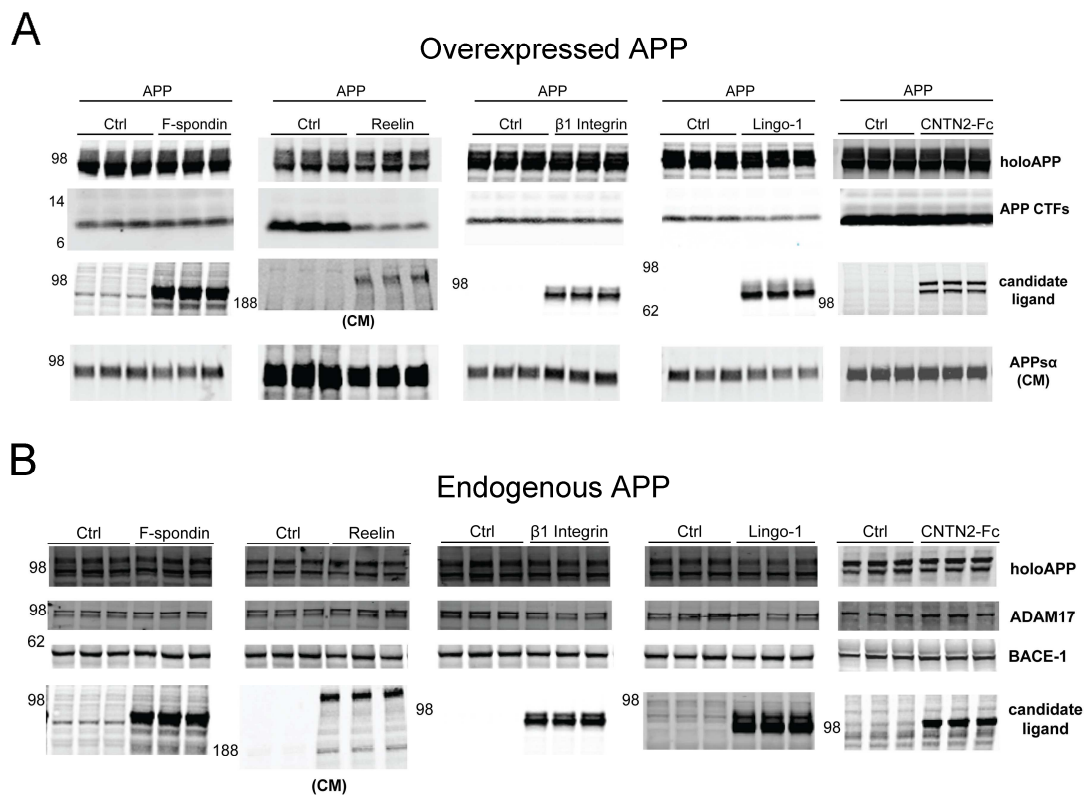 A
Overexpressed APP
APP APP APP APP APP
Ctrl F-spondin Ctrl Reelin Ctrl β1 Integrin Ctrl Lingo-1 Ctrl CNTN2-Fc
98 holoAPP
14 APP CTFs
6
98 98 98 candidate
188 62 98 ligand
(CM)
98 APPsα
(CM)
B
Endogenous APP
Ctrl F-spondin Ctrl Reelin Ctrl β1 Integrin Ctrl Lingo-1 Ctrl CNTN2-Fc
98 holoAPP
98 ADAM17
62 BACE-1
98 98 98 candidate
188 98 ligand
(CM)